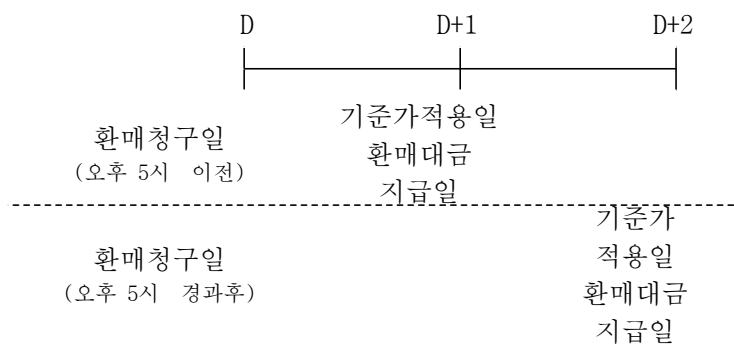 D D+1 D+2
기준가적용일
환매청구일 환매대금
(오후 5시 이전) 지급일
기준가
환매청구일 적용일
(오후 5시 경과후) 환매대금
지급일